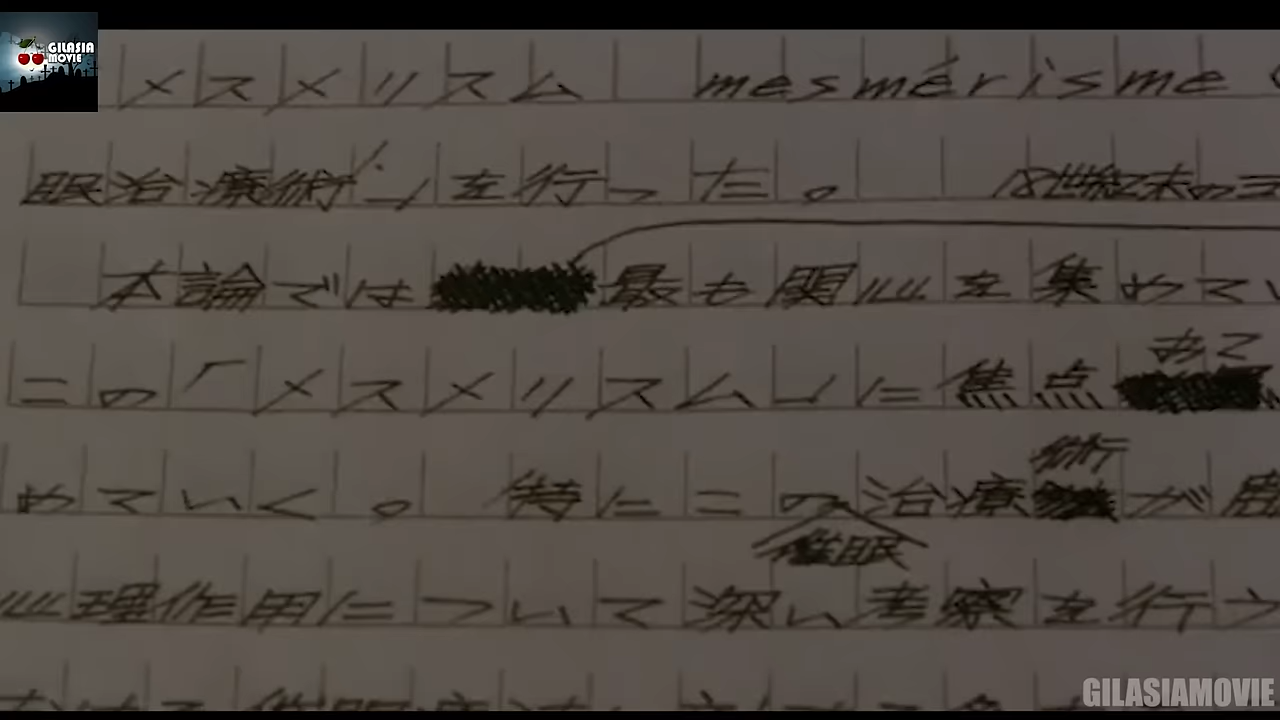 GILASIA
MOVIE
メスメリスム mesmérisme
眠治療術」を行った。 18世紀末の
本論では 最も関心を集めてい
あて
この「メスメリスム」に焦点
術
めていく。 特にこの治療 が
催眠
心理作用について深い考察を行う
GILASIAMOVIE